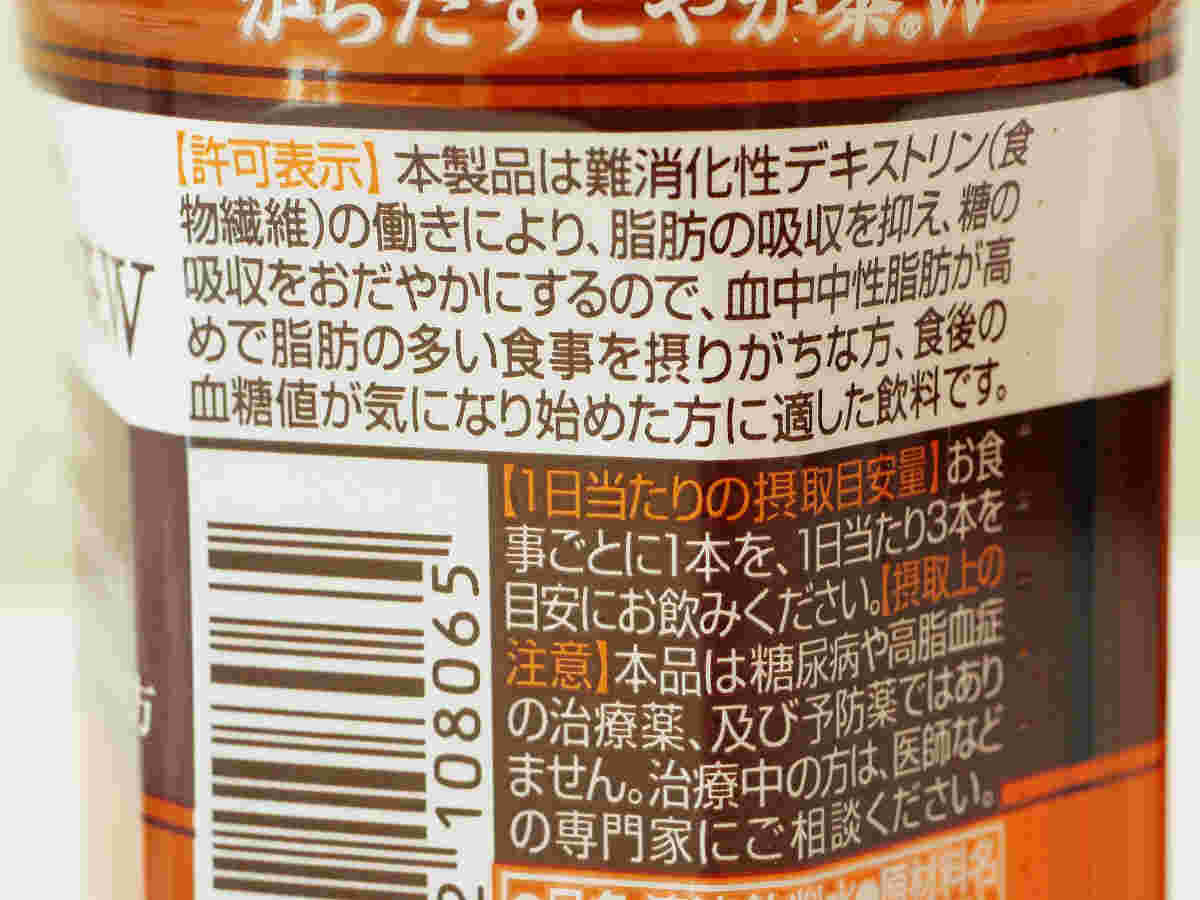 からだすこやか茶®W
W
【許可表示】本製品は難消化性デキストリン(食
物繊維)の働きにより、脂肪の吸収を抑え、糖の
吸収をおだやかにするので、血中中性脂肪が高
めで脂肪の多い食事を摂りがちな方、食後の
血糖値が気になり始めた方に適した飲料です。
【1日当たりの摂取目安量】お食
事ごとに1本を、1日当たり3本を
目安にお飲みください。【摂取上の
注意】本品は糖尿病や高脂血症
の治療薬、及び予防薬ではあり
ません。治療中の方は、医師など
の専門家にご相談ください。
2108065